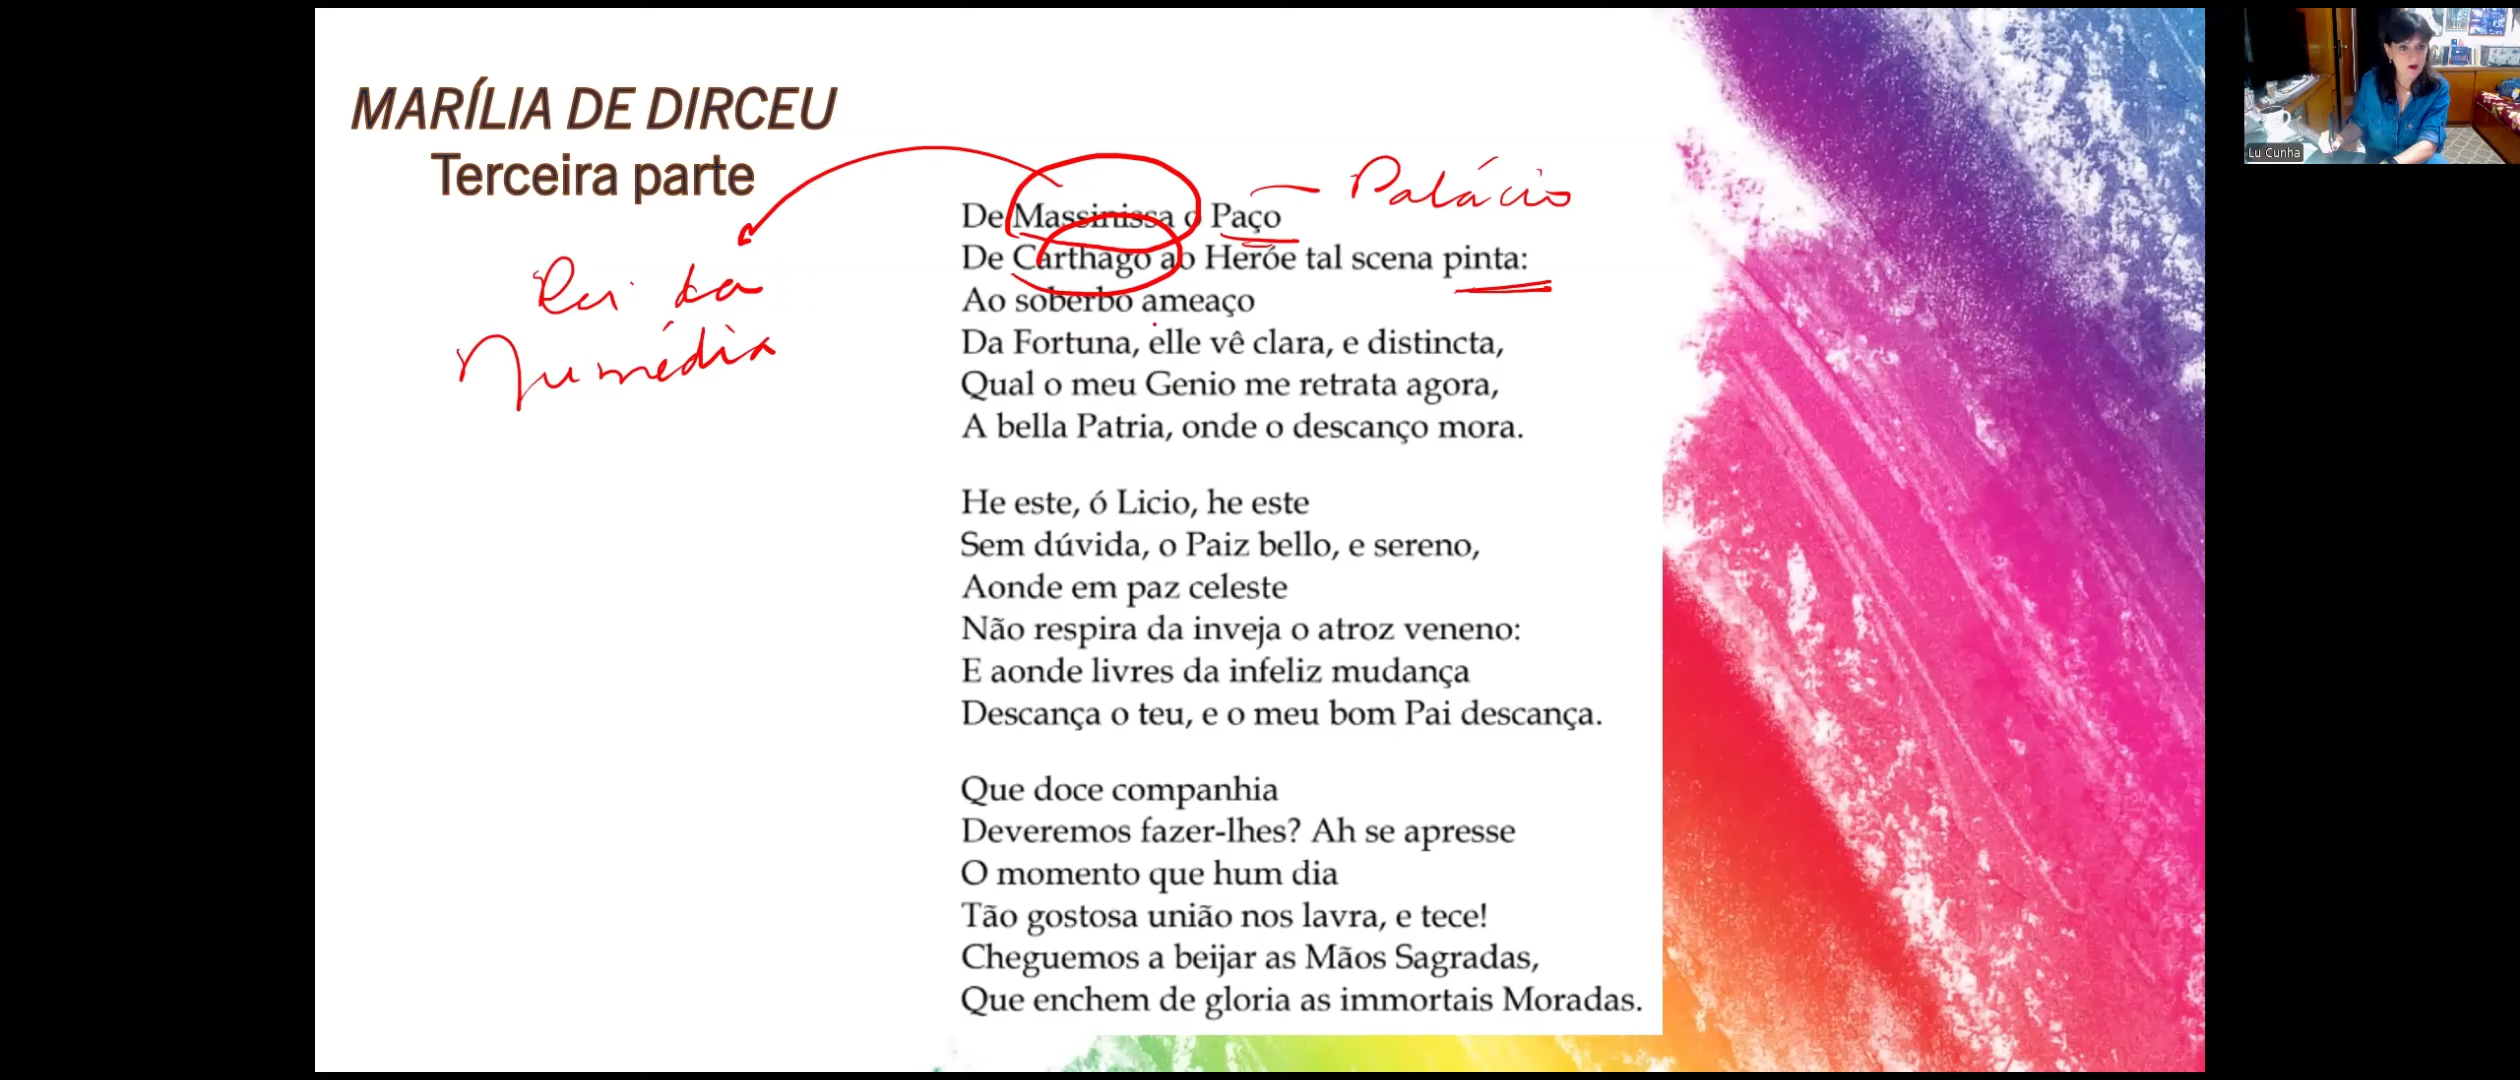 MARÍLIA DE DIRCEU
Terceira parte
Rei da
Numédia
Palácio
De Massinissa o Paço
De Carthago ao Heróe tal scena pinta:
Ao soberbo ameaço
Da Fortuna, elle vê clara, e distincta,
Qual o meu Genio me retrata agora,
A bella Patria, onde o descanço mora.
He este, ó Licio, he este
Sem dúvida, o Paiz bello, e sereno,
Aonde em paz celeste
Não respira da inveja o atroz veneno:
E aonde livres da infeliz mudança
Descança o teu, e o meu bom Pai descança.
Que doce companhia
Deveremos fazer-lhes? Ah se apresse
O momento que hum dia
Tão gostosa união nos lavra, e tece!
Cheguemos a beijar as Mãos Sagradas,
Que enchem de gloria as immortais Moradas.
Lu Cunha